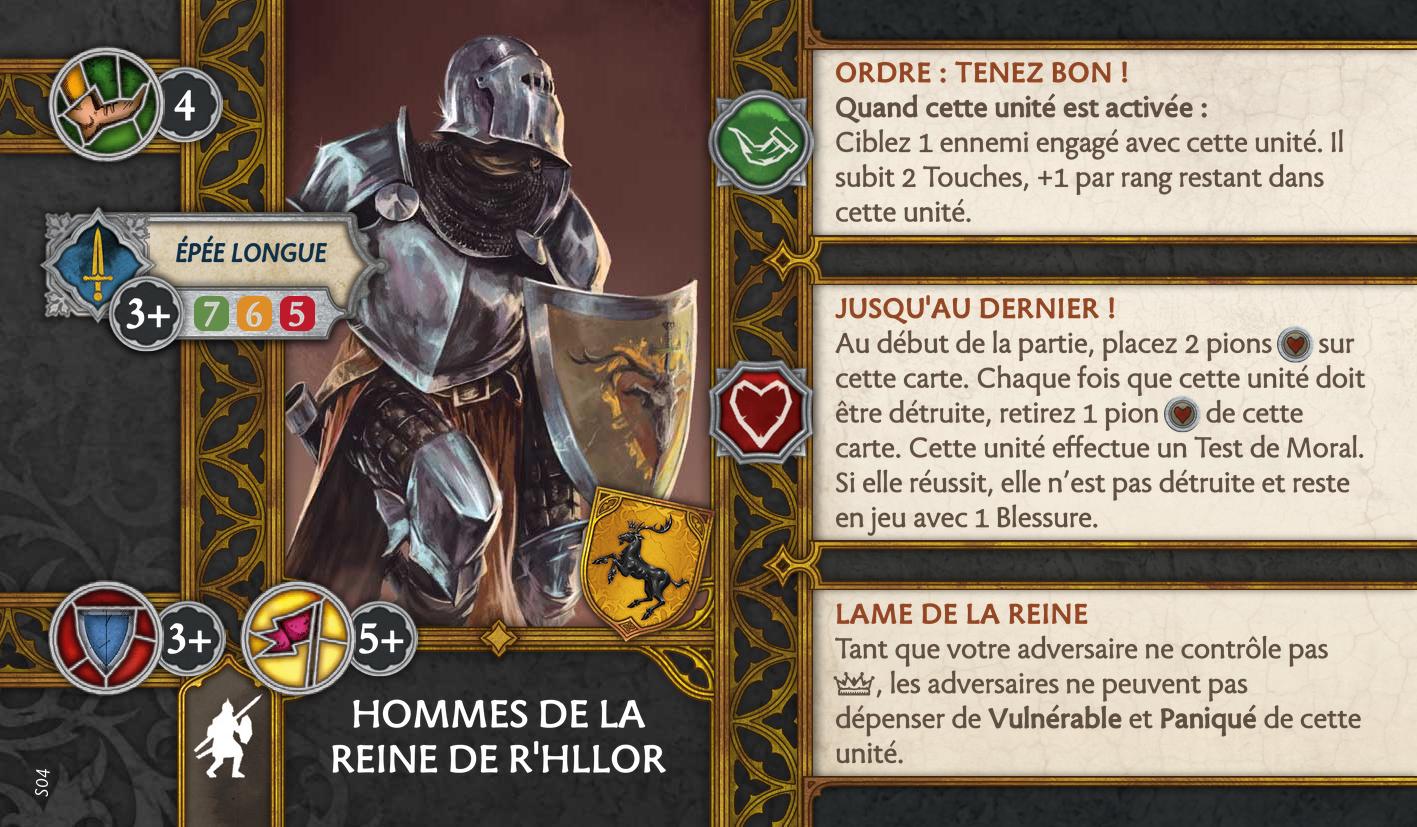 4
ÉPÉE LONGUE
3+ 7 6 5
3+ 5+
HOMMES DE LA
REINE DE R'HLLOR
S04
ORDRE : TENEZ BON !
Quand cette unité est activée :
Ciblez 1 ennemi engagé avec cette unité. Il
subit 2 Touches, +1 par rang restant dans
cette unité.
JUSQU'AU DERNIER !
Au début de la partie, placez 2 pions sur
cette carte. Chaque fois que cette unité doit
être détruite, retirez 1 pion de cette
carte. Cette unité effectue un Test de Moral.
Si elle réussit, elle n’est pas détruite et reste
en jeu avec 1 Blessure.
LAME DE LA REINE
Tant que votre adversaire ne contrôle pas
, les adversaires ne peuvent pas
dépenser de Vulnérable et Paniqué de cette
unité.